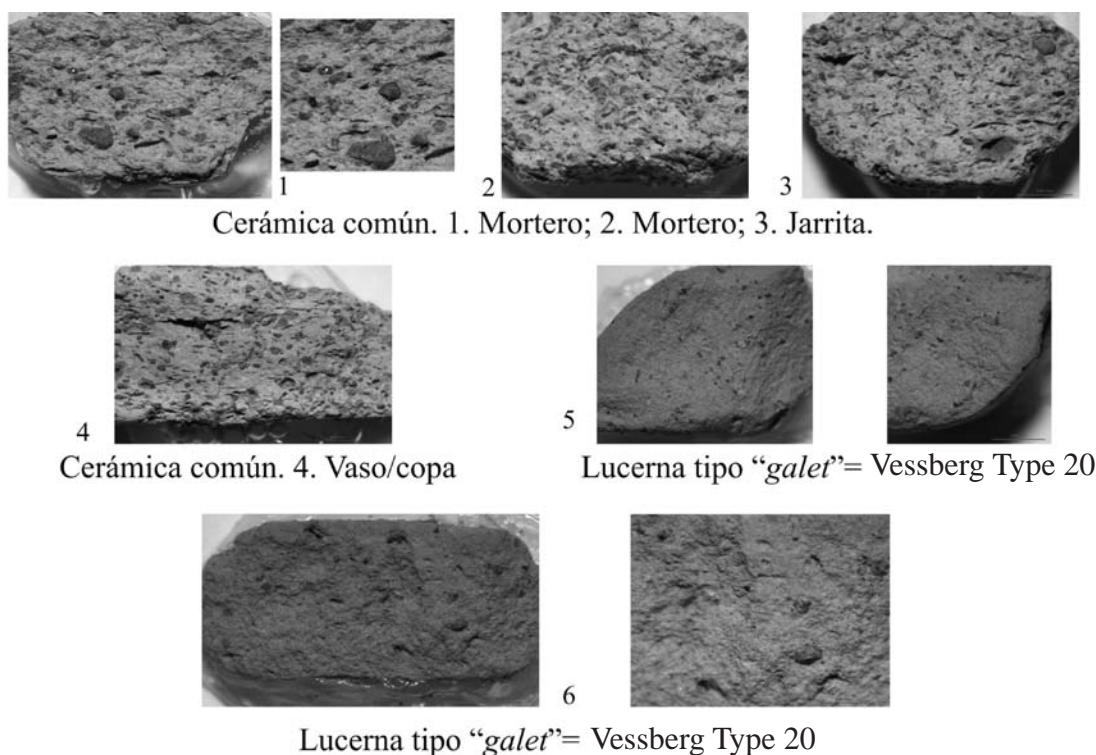 1
2
3
Cerámica común. 1. Mortero; 2. Mortero; 3. Jarrita.
4
Cerámica común. 4. Vaso/copa
5
Lucerna tipo “galet”= Vessberg Type 20
6
Lucerna tipo “galet”= Vessberg Type 20